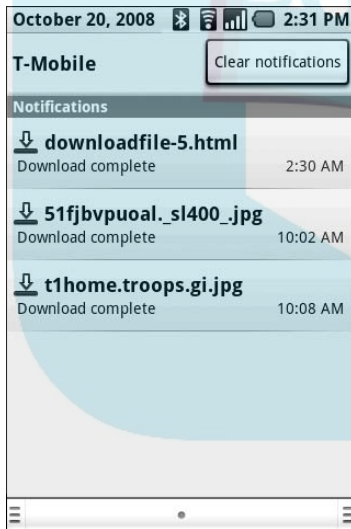 October 20, 2008 2:31 PM
T-Mobile Clear notifications
Notifications
downloadfile-5.html
Download complete 2:30 AM
51fjbvpuoal._sl400_.jpg
Download complete 10:02 AM
t1home.troops.gi.jpg
Download complete 10:08 AM